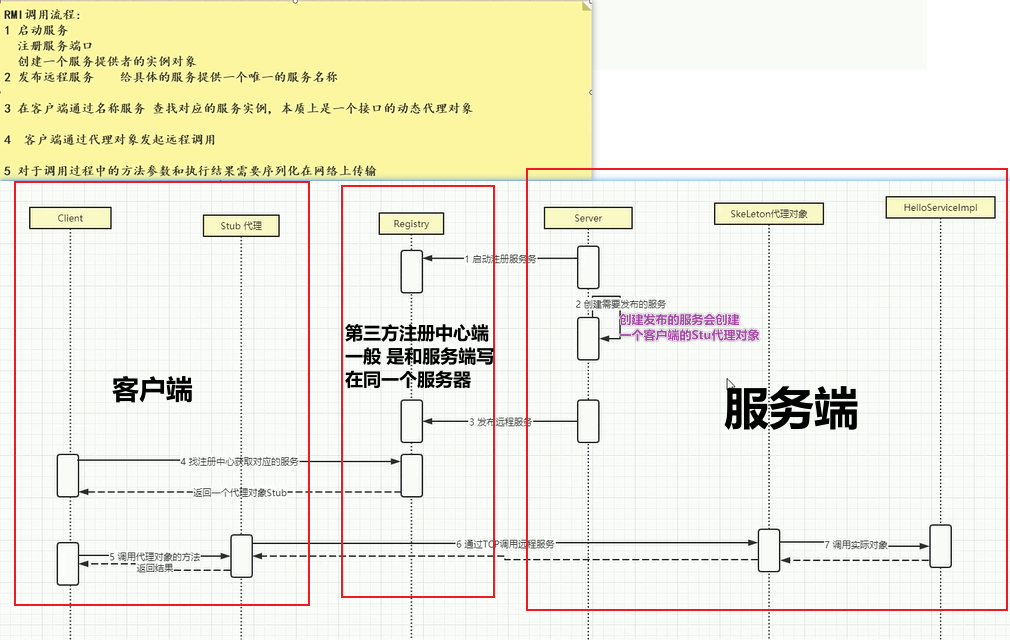 RMI调用流程:
1 启动服务
注册服务端口
创建一个服务提供者的实例对象
2 发布远程服务 给具体的服务提供一个唯一的服务名称
3 在客户端通过名称服务 查找对应的服务实例，本质上是一个接口的动态代理对象
4 客户端通过代理对象发起远程调用
5 对于调用过程中的方法参数和执行结果需要序列化在网络上传输
Client
Stub 代理
Registry
Server
SkeLeton代理对象
HelloServiceImpl
1 启动注册服务务
2 创建需要发布的服务
创建发布的服务会创建
一个客户端的Stu代理对象
第三方注册中心端
一般 是和服务端写
在同一个服务器
客户端
服务端
3 发布远程服务
4 找注册中心获取对应的服务
返回一个代理对象Stub
5 调用代理对象的方法
返回结果
6 通过TCP调用远程服务
7 调用实际对象